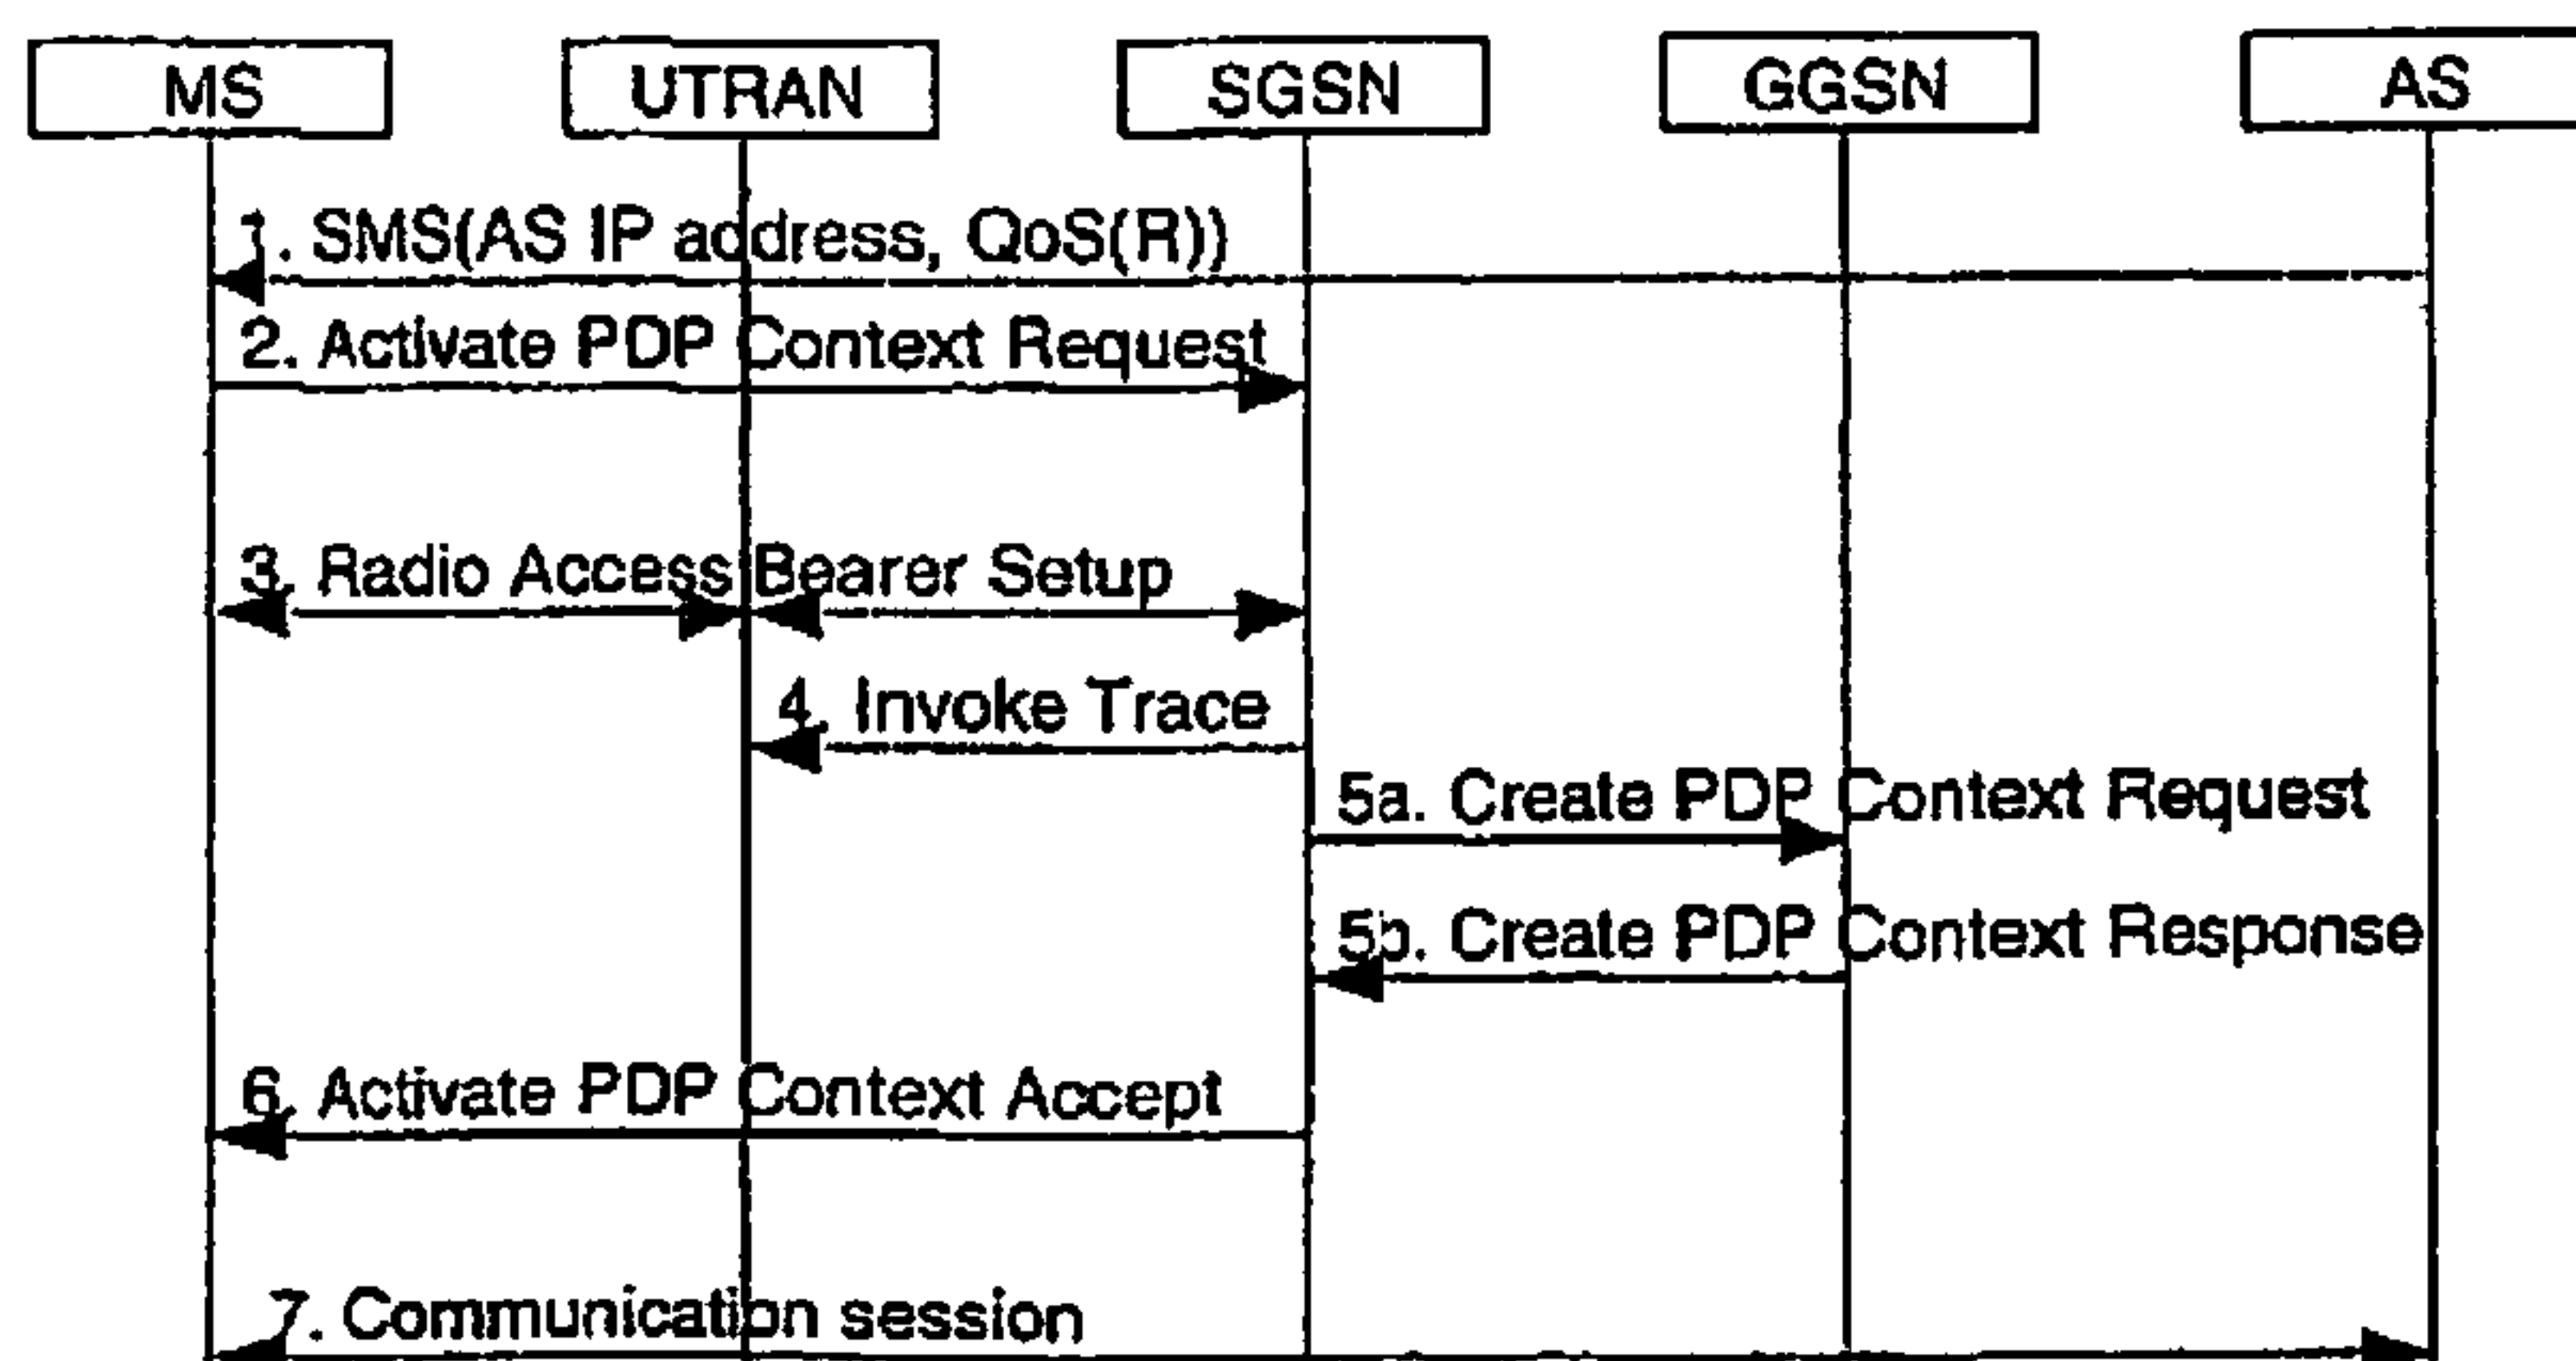 MS UTRAN SGSN GGSN AS
1. SMS(AS IP address, QoS(R))
2. Activate PDP Context Request
3. Radio Access Bearer Setup
4. Invoke Trace
5a. Create PDP Context Request
5b. Create PDP Context Response
6. Activate PDP Context Accept
7. Communication session